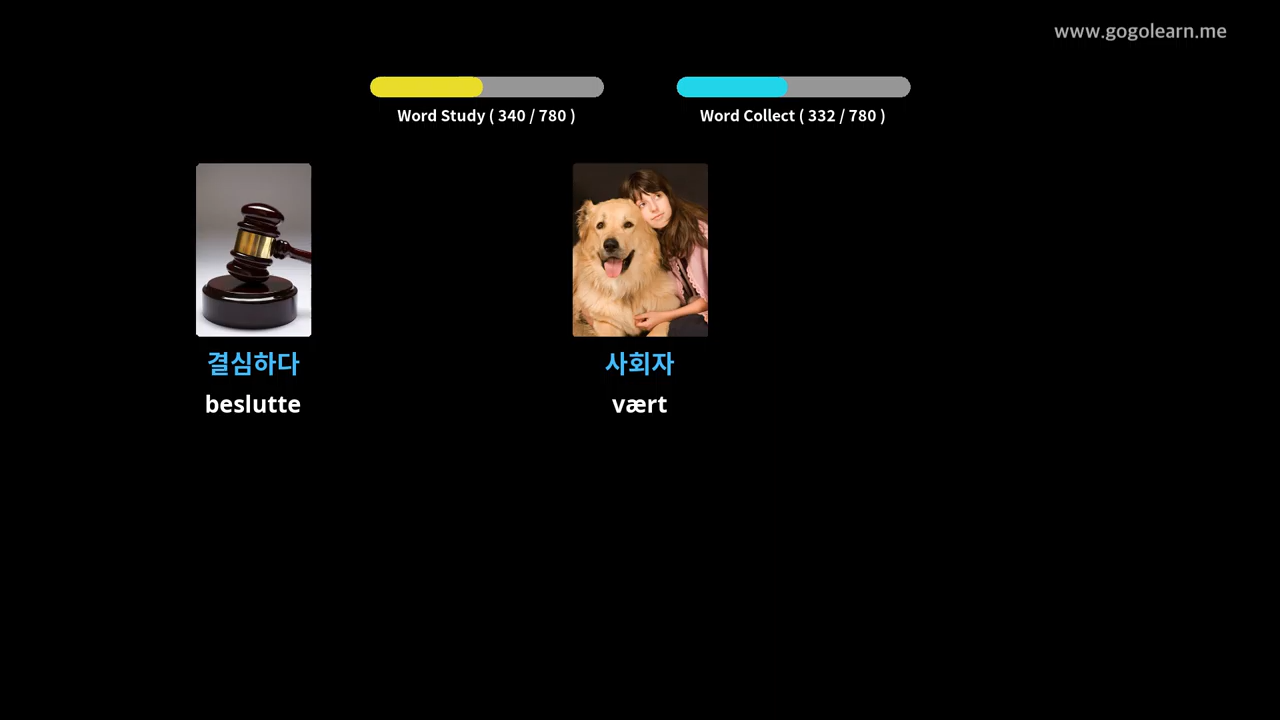 www.gogolearn.me
Word Study ( 340 / 780 )
Word Collect ( 332 / 780 )
결심하다
beslutte
사회자
vært